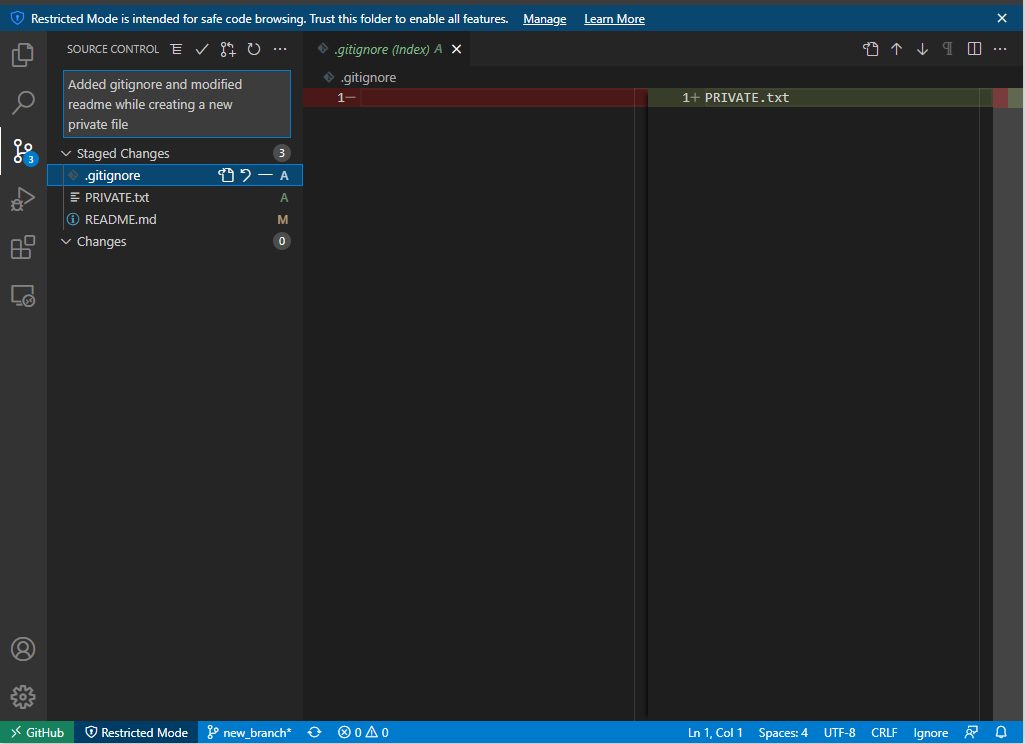 Restricted Mode is intended for safe code browsing. Trust this folder to enable all features. Manage Learn More
SOURCE CONTROL
Added gitignore and modified
readme while creating a new
private file
Staged Changes 3
.gitignore A
PRIVATE.txt A
README.md M
Changes 0
3
.gitignore (Index) A
.gitignore
1−
1+ PRIVATE.txt
GitHub Restricted Mode new_branch* 0 0 Ln 1, Col 1 Spaces: 4 UTF-8 CRLF Ignore